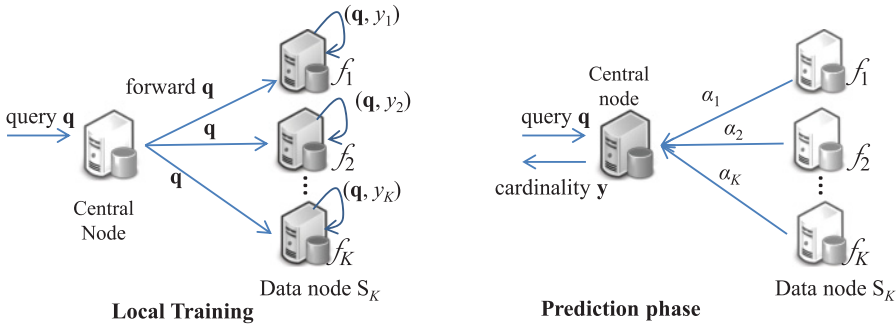 (q, y1)
f1
forward q
query q
q
(q, y2)
f2
q
(q, yK)
fK
Central
Node
Data node SK
Local Training
Central
node
query q
cardinality y
α1
α2
αK
f1
f2
fK
Data node SK
Prediction phase